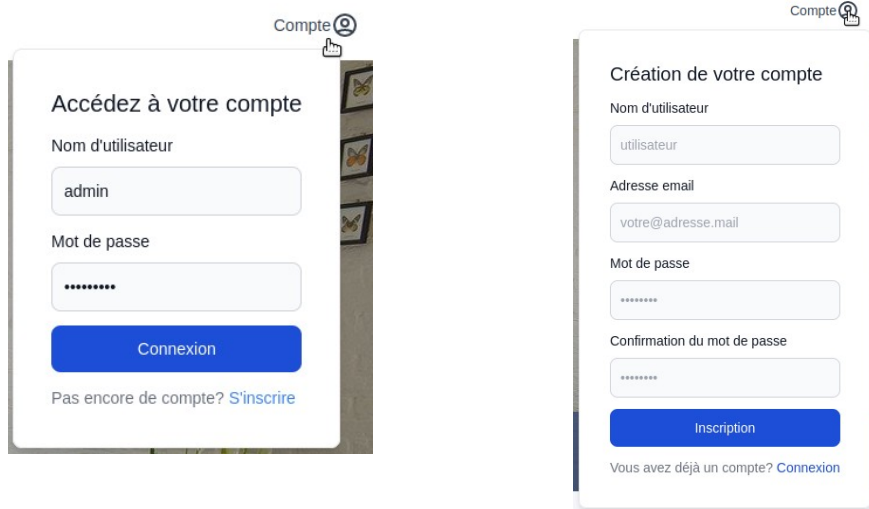 Compte
Accédez à votre compte
Nom d'utilisateur
admin
Mot de passe
•••••••••
Connexion
Pas encore de compte? S'inscrire
Compte
Création de votre compte
Nom d'utilisateur
utilisateur
Adresse email
votre@adresse.mail
Mot de passe
••••••••
Confirmation du mot de passe
••••••••
Inscription
Vous avez déjà un compte? Connexion